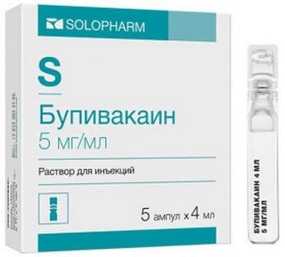 SOLOPHARM
S
Бупивакаин
5 мг/мл
Раствор для инъекций
5 ампул х 4 мл
БУПИВАКАИН 4 МЛ
5 МГ/МЛ